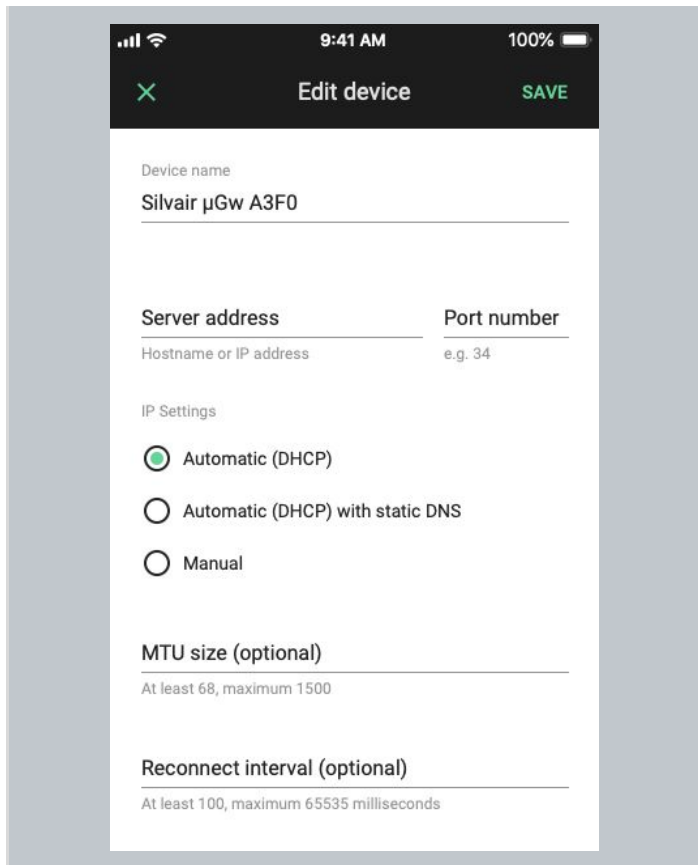 9:41 AM 100%
Edit device SAVE
Device name
Silvair µGw A3F0
Server address Port number
Hostname or IP address e.g. 34
IP Settings
Automatic (DHCP)
Automatic (DHCP) with static DNS
Manual
MTU size (optional)
At least 68, maximum 1500
Reconnect interval (optional)
At least 100, maximum 65535 milliseconds